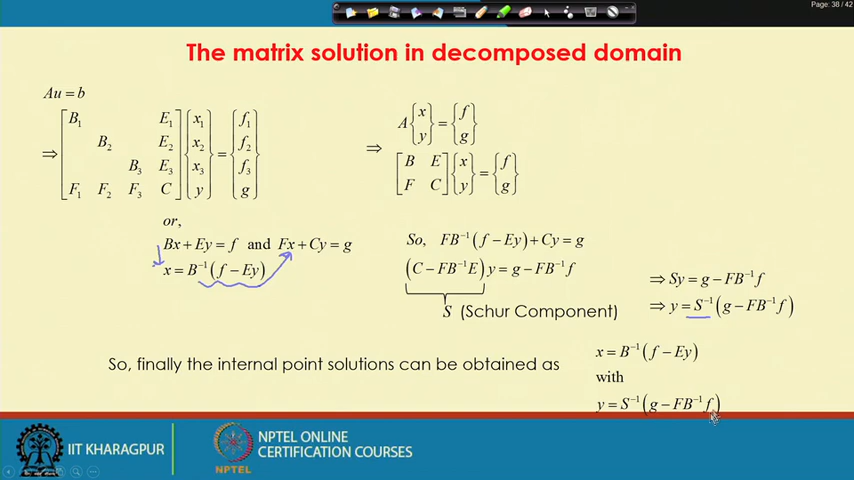 Page: 38 / 42
The matrix solution in decomposed domain
Au = b
⇒ [B₁ E₁; B₂ E₂; B₃ E₃; F₁ F₂ F₃ C] {x₁; x₂; x₃; y} = {f₁; f₂; f₃; g}
or,
Bx + Ey = f and Fx + Cy = g
x = B⁻¹(f − Ey)
⇒ A {x; y} = {f; g}
[B E; F C] {x; y} = {f; g}
So, FB⁻¹(f − Ey) + Cy = g
(C − FB⁻¹E) y = g − FB⁻¹f
S (Schur Component)
⇒ Sy = g − FB⁻¹f
⇒ y = S⁻¹(g − FB⁻¹f)
So, finally the internal point solutions can be obtained as
x = B⁻¹(f − Ey)
with
y = S⁻¹(g − FB⁻¹f)
IIT KHARAGPUR
NPTEL
NPTEL ONLINE
CERTIFICATION COURSES